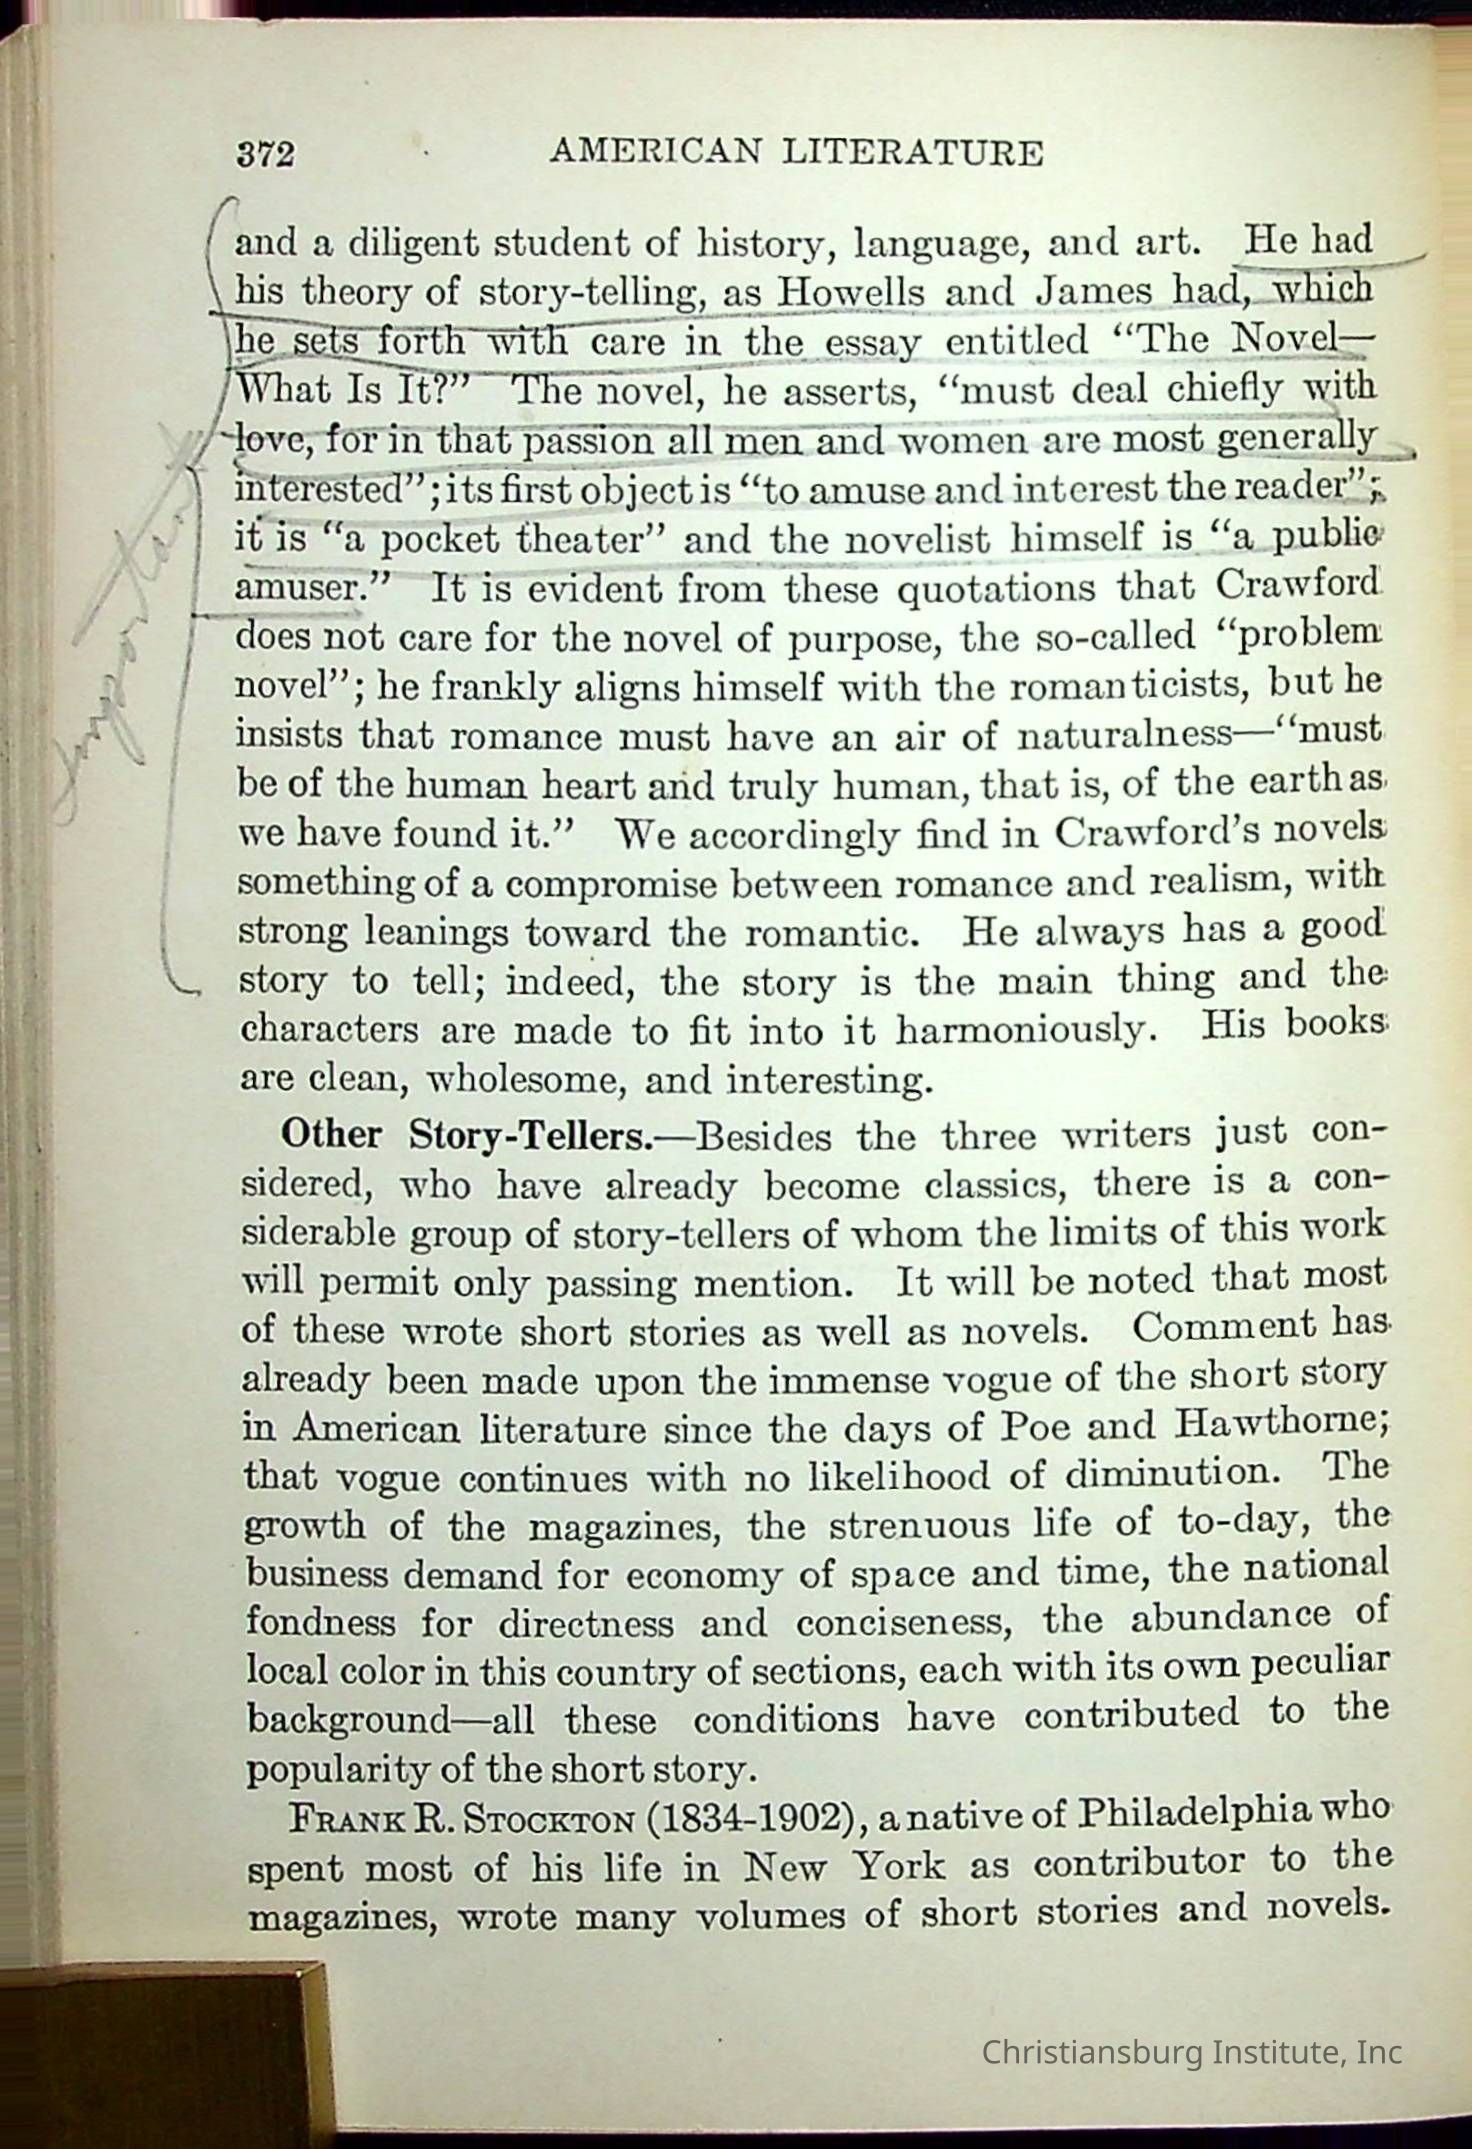 372 AMERICAN LITERATURE
and a diligent student of history, language, and art. He had
his theory of story-telling, as Howells and James had, which
he sets forth with care in the essay entitled “The Novel—
What Is It?” The novel, he asserts, “must deal chiefly with
love, for in that passion all men and women are most generally
interested”; its first object is “to amuse and interest the reader”;
it is “a pocket theater” and the novelist himself is “a public
amuser.” It is evident from these quotations that Crawford
does not care for the novel of purpose, the so-called “problem
novel”; he frankly aligns himself with the romanticists, but he
insists that romance must have an air of naturalness—“must
be of the human heart and truly human, that is, of the earth as
we have found it.” We accordingly find in Crawford’s novels
something of a compromise between romance and realism, with
strong leanings toward the romantic. He always has a good
story to tell; indeed, the story is the main thing and the
characters are made to fit into it harmoniously. His books
are clean, wholesome, and interesting.
Other Story-Tellers.—Besides the three writers just con-
sidered, who have already become classics, there is a con-
siderable group of story-tellers of whom the limits of this work
will permit only passing mention. It will be noted that most
of these wrote short stories as well as novels. Comment has
already been made upon the immense vogue of the short story
in American literature since the days of Poe and Hawthorne;
that vogue continues with no likelihood of diminution. The
growth of the magazines, the strenuous life of to-day, the
business demand for economy of space and time, the national
fondness for directness and conciseness, the abundance of
local color in this country of sections, each with its own peculiar
background—all these conditions have contributed to the
popularity of the short story.
FRANK R. STOCKTON (1834-1902), a native of Philadelphia who
spent most of his life in New York as contributor to the
magazines, wrote many volumes of short stories and novels.
important
Christiansburg Institute, Inc